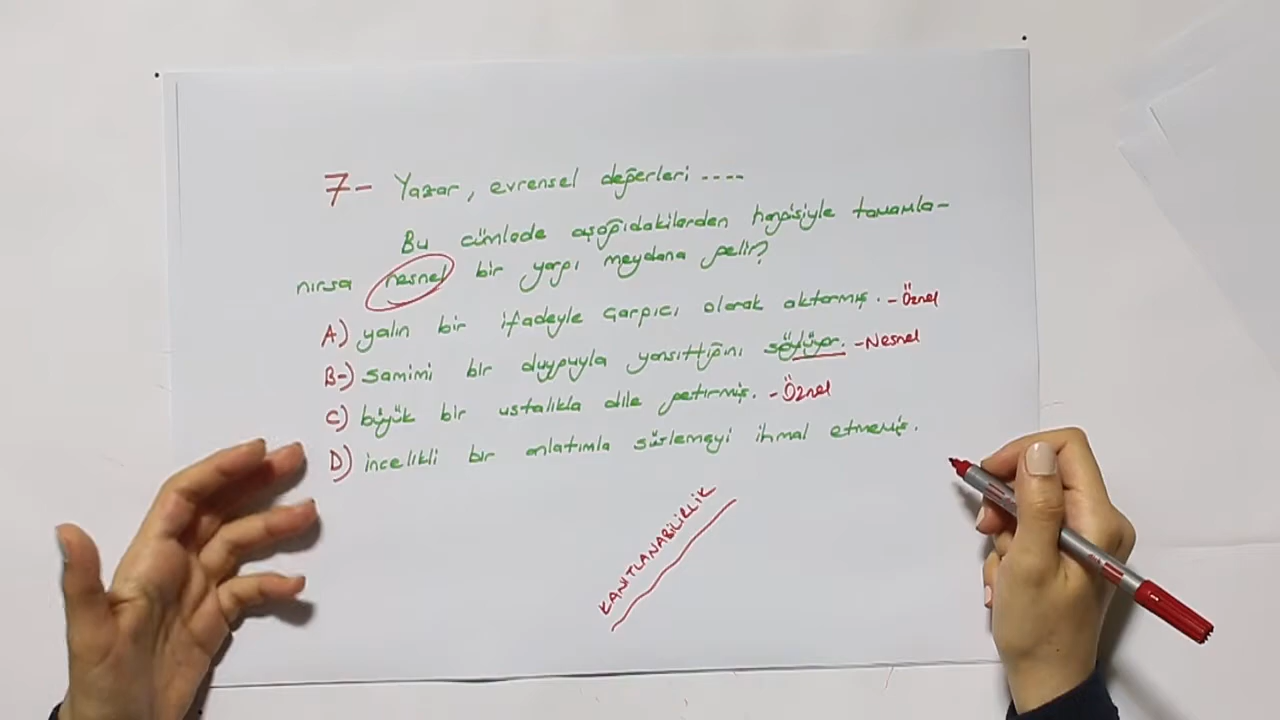 7- Yazar, evrensel değerleri ....
Bu cümlede aşağıdakilerden hangisiyle tamamla-
nırsa nesnel bir yargı meydana gelir?
A) yalın bir ifadeyle çarpıcı olarak aktarmış. - Öznel
B-) samimi bir duyguyla yansıttığını söylüyor. - Nesnel
C) büyük bir ustalıkla dile getirmiş. - Öznel
D) incelikli bir anlatımla süslemeyi ihmal etmemiş.
KANITLANABİLİRLİK